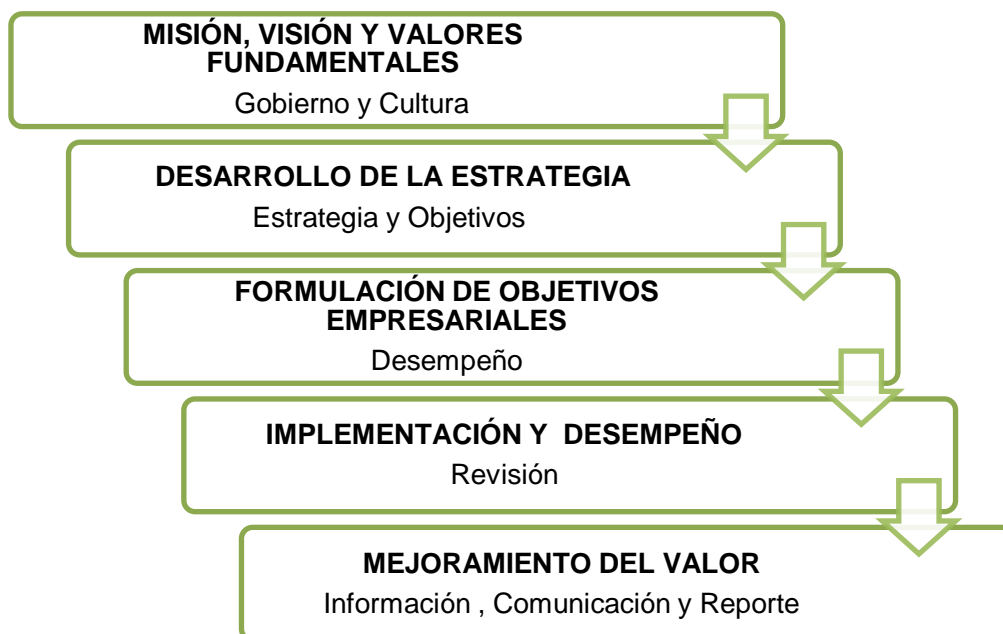 MISIÓN, VISIÓN Y VALORES
FUNDAMENTALES
Gobierno y Cultura
DESARROLLO DE LA ESTRATEGIA
Estrategia y Objetivos
FORMULACIÓN DE OBJETIVOS
EMPRESARIALES
Desempeño
IMPLEMENTACIÓN Y  DESEMPEÑO
Revisión
MEJORAMIENTO DEL VALOR
Información , Comunicación y Reporte